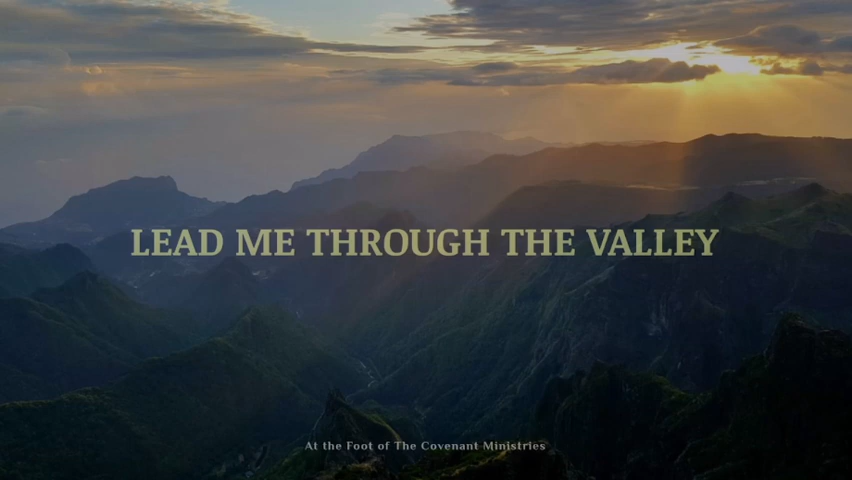 LEAD ME THROUGH THE VALLEY
At the Foot of The Covenant Ministries